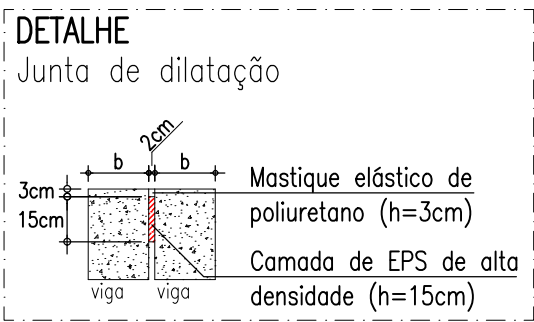 DETALHE
Junta de dilatação
2cm
b
b
3cm
15cm
Mastique elástico de
poliuretano (h=3cm)
Camada de EPS de alta
densidade (h=15cm)
viga
viga